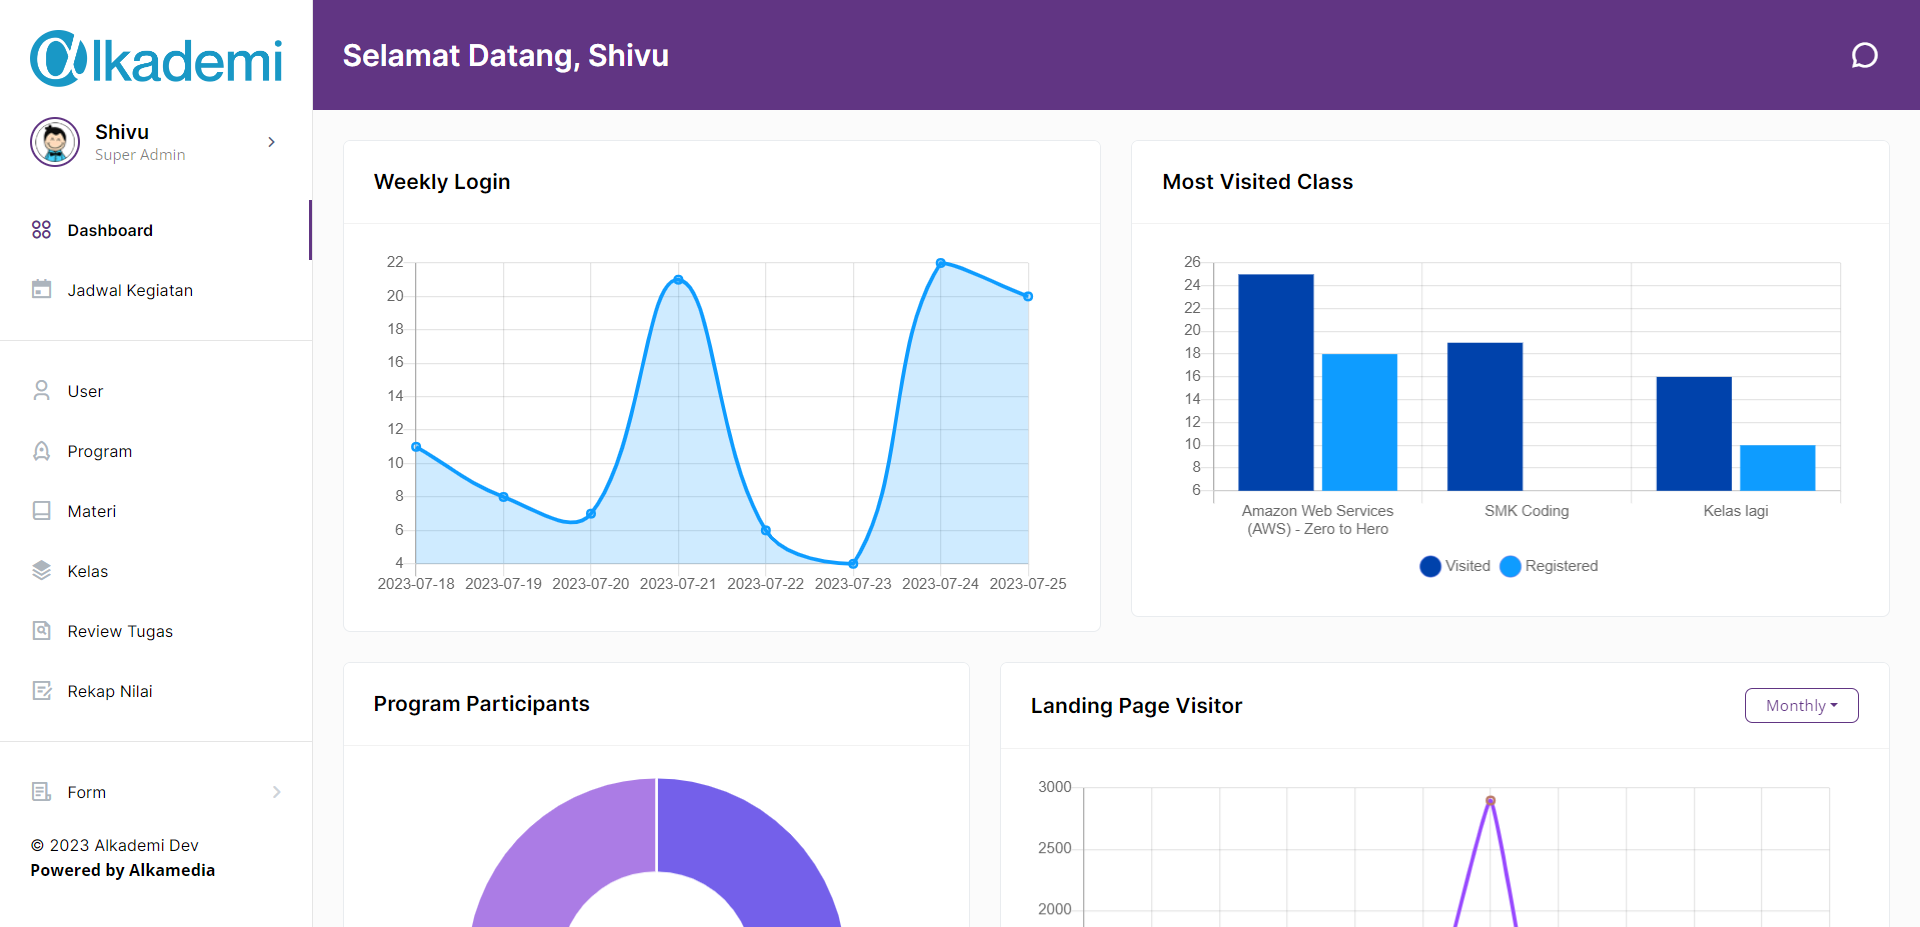 alkademi
Shivu
Super Admin
Dashboard
Jadwal Kegiatan
User
Program
Materi
Kelas
Review Tugas
Rekap Nilai
Form
© 2023 Alkademi Dev
Powered by Alkamedia
Selamat Datang, Shivu
Weekly Login
22
20
18
16
14
12
10
8
6
4
2023-07-18 2023-07-19 2023-07-20 2023-07-21 2023-07-22 2023-07-23 2023-07-24 2023-07-25
Most Visited Class
26
24
22
20
18
16
14
12
10
8
6
Amazon Web Services
(AWS) - Zero to Hero
SMK Coding
Kelas lagi
Visited Registered
Program Participants
Landing Page Visitor
Monthly
3000
2500
2000